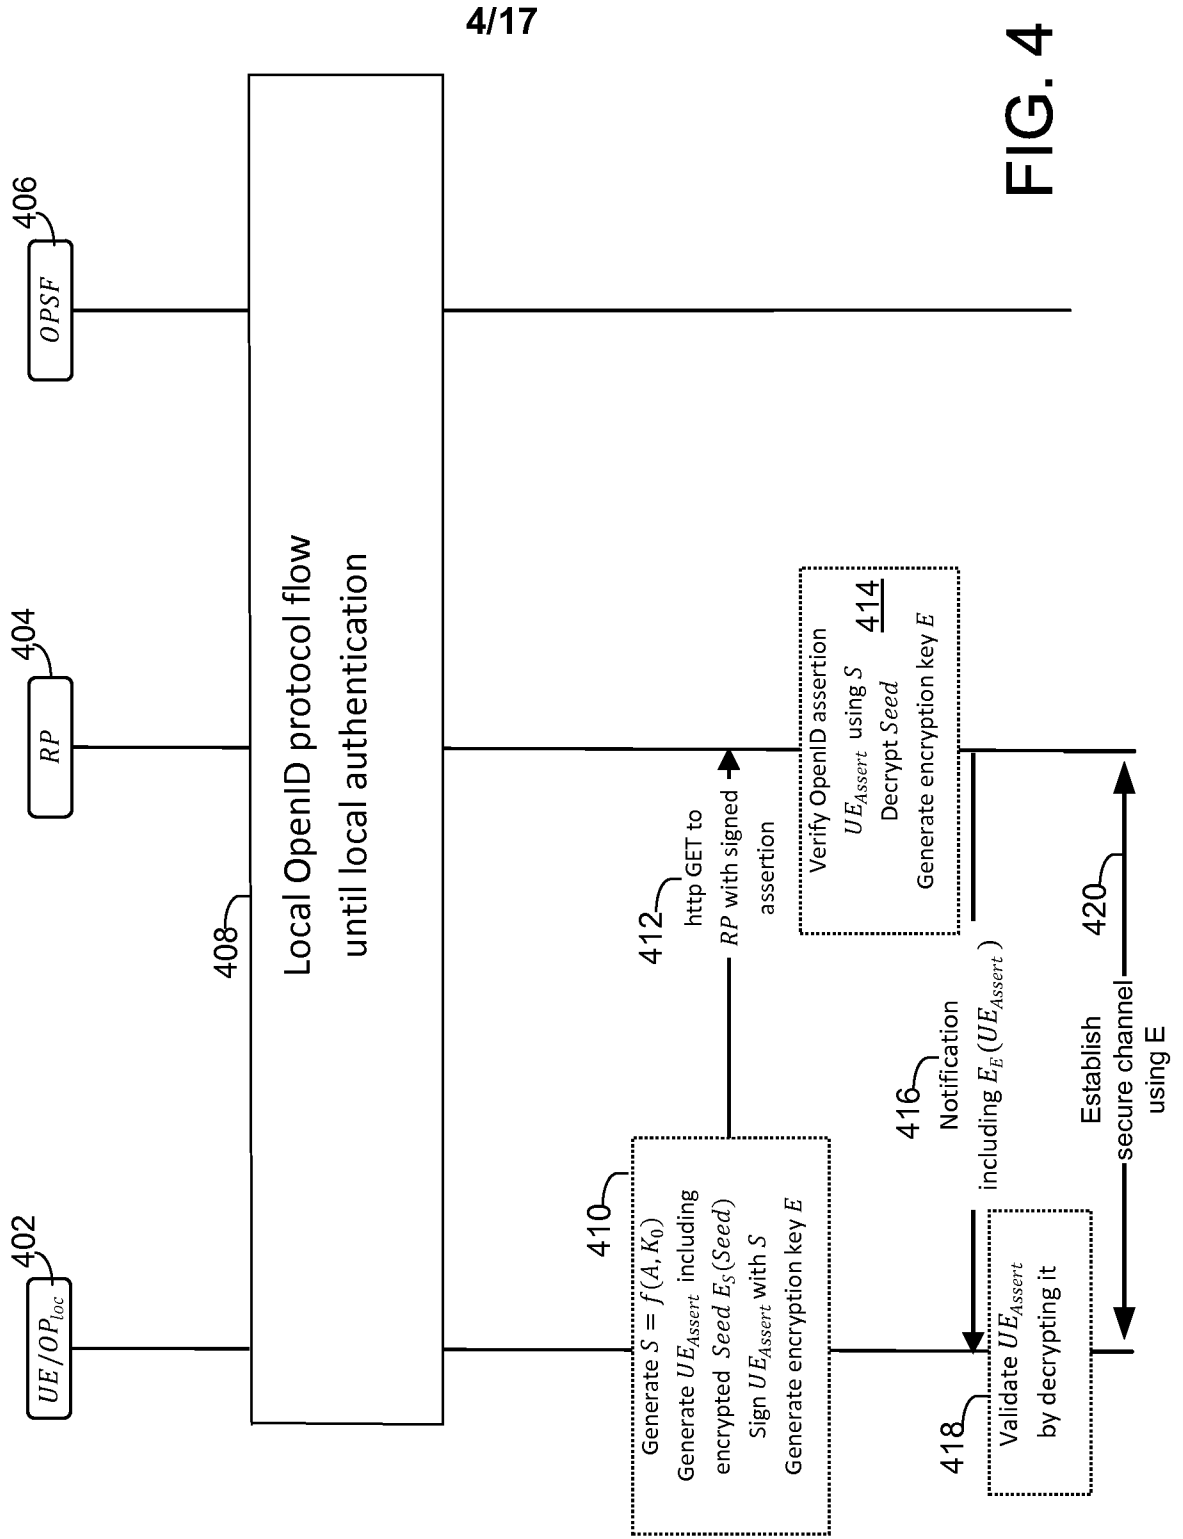 4/17
402
UE/OP_loc
404
RP
406
OPSF
408
Local OpenID protocol flow
until local authentication
410
Generate S = f(A, K_0)
Generate UE_Assert including
encrypted Seed E_S(Seed)
Sign UE_Assert with S
Generate encryption key E
412
http GET to
RP with signed
assertion
Verify OpenID assertion
UE_Assert using S
414
Decrypt Seed
Generate encryption key E
416
Notification
including E_E(UE_Assert)
418
Validate UE_Assert
by decrypting it
420
Establish
secure channel
using E
FIG. 4